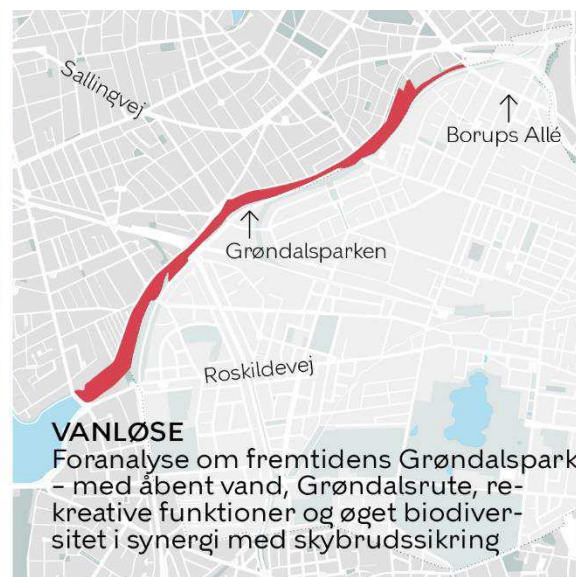 Sallingvej
Borups Allé
Grøndalsparken
Roskildevej
VANLØSE
Foranalyse om fremtidens Grøndalspark
– med åbent vand, Grøndalsrute, re-
kreative funktioner og øget biodiver-
sitet i synergi med skybrudssikring